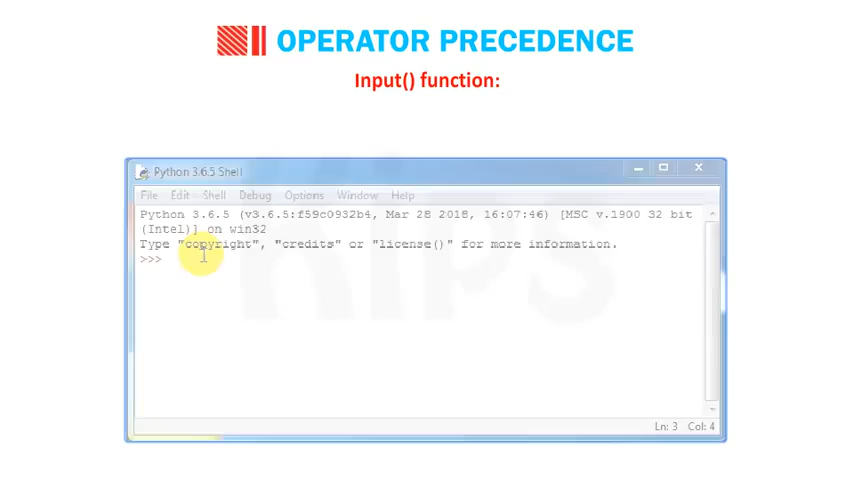 OPERATOR PRECEDENCE
Input() function:
Python 3.6.5 Shell
File Edit Shell Debug Options Window Help
Python 3.6.5 (v3.6.5:f59c0932b4, Mar 28 2018, 16:07:46) [MSC v.1900 32 bit
(Intel)] on win32
Type "copyright", "credits" or "license()" for more information.
>>>
Kips
Ln: 3 Col: 4